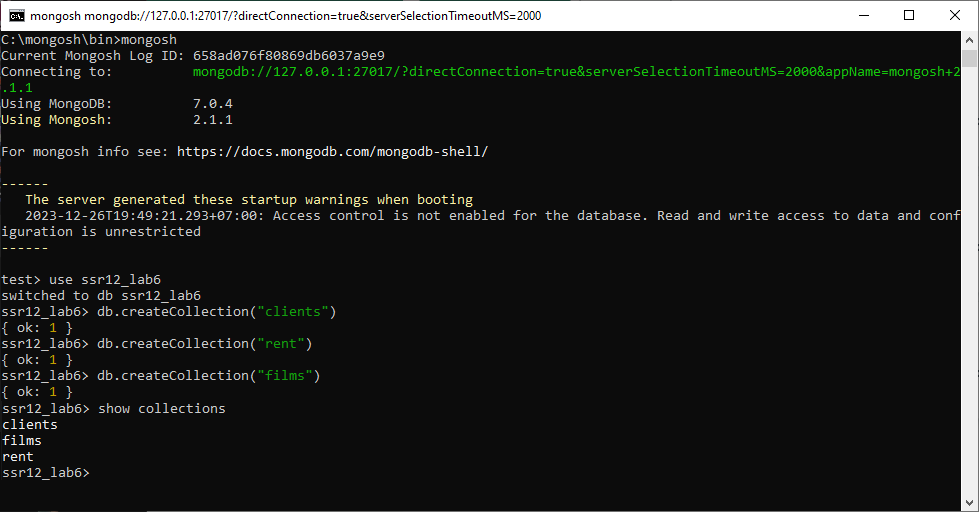 mongosh mongodb://127.0.0.1:27017/?directConnection=true&serverSelectionTimeoutMS=2000
C:\mongosh\bin>mongosh
Current Mongosh Log ID: 658ad076f80869db6037a9e9
Connecting to:          mongodb://127.0.0.1:27017/?directConnection=true&serverSelectionTimeoutMS=2000&appName=mongosh+2
.1.1
Using MongoDB:          7.0.4
Using Mongosh:          2.1.1
For mongosh info see: https://docs.mongodb.com/mongodb-shell/
------
   The server generated these startup warnings when booting
   2023-12-26T19:49:21.293+07:00: Access control is not enabled for the database. Read and write access to data and conf
iguration is unrestricted
------
test> use ssr12_lab6
switched to db ssr12_lab6
ssr12_lab6> db.createCollection("clients")
{ ok: 1 }
ssr12_lab6> db.createCollection("rent")
{ ok: 1 }
ssr12_lab6> db.createCollection("films")
{ ok: 1 }
ssr12_lab6> show collections
clients
films
rent
ssr12_lab6>